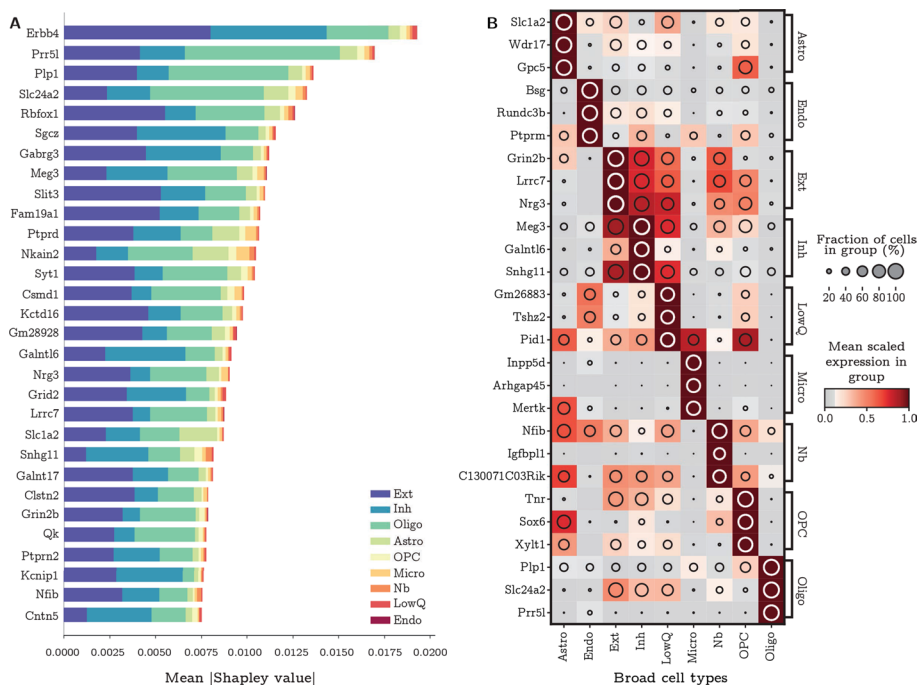 A
Erbb4
Prr5l
Plp1
Slc24a2
Rbfox1
Sgcz
Gabrg3
Meg3
Slit3
Fam19a1
Ptprd
Nkain2
Syt1
Csmd1
Kctd16
Gm28928
Galntl6
Nrg3
Grid2
Lrrc7
Slc1a2
Snhg11
Galnt17
Clstn2
Grin2b
Qk
Ptprn2
Kcnip1
Nfib
Cntn5
Ext
Inh
Oligo
Astro
OPC
Micro
Nb
LowQ
Endo
0.0000 0.0025 0.0050 0.0075 0.0100 0.0125 0.0150 0.0175 0.0200
Mean |Shapley value|
B
Slc1a2
Wdr17
Gpc5
Bsg
Rundc3b
Ptprm
Grin2b
Lrrc7
Nrg3
Meg3
Galntl6
Snhg11
Gm26883
Tshz2
Pid1
Inpp5d
Arhgap45
Mertk
Nfib
Igfbpl1
C130071C03Rik
Tnr
Sox6
Xylt1
Plp1
Slc24a2
Prr5l
Astro
Endo
Ext
Inh
LowQ
Micro
Nb
OPC
Oligo
Astro Endo Ext Inh LowQ Micro Nb OPC Oligo
Broad cell types
Fraction of cells
in group (%)
20 40 60 80 100
Mean scaled
expression in
group
0.0 0.5 1.0